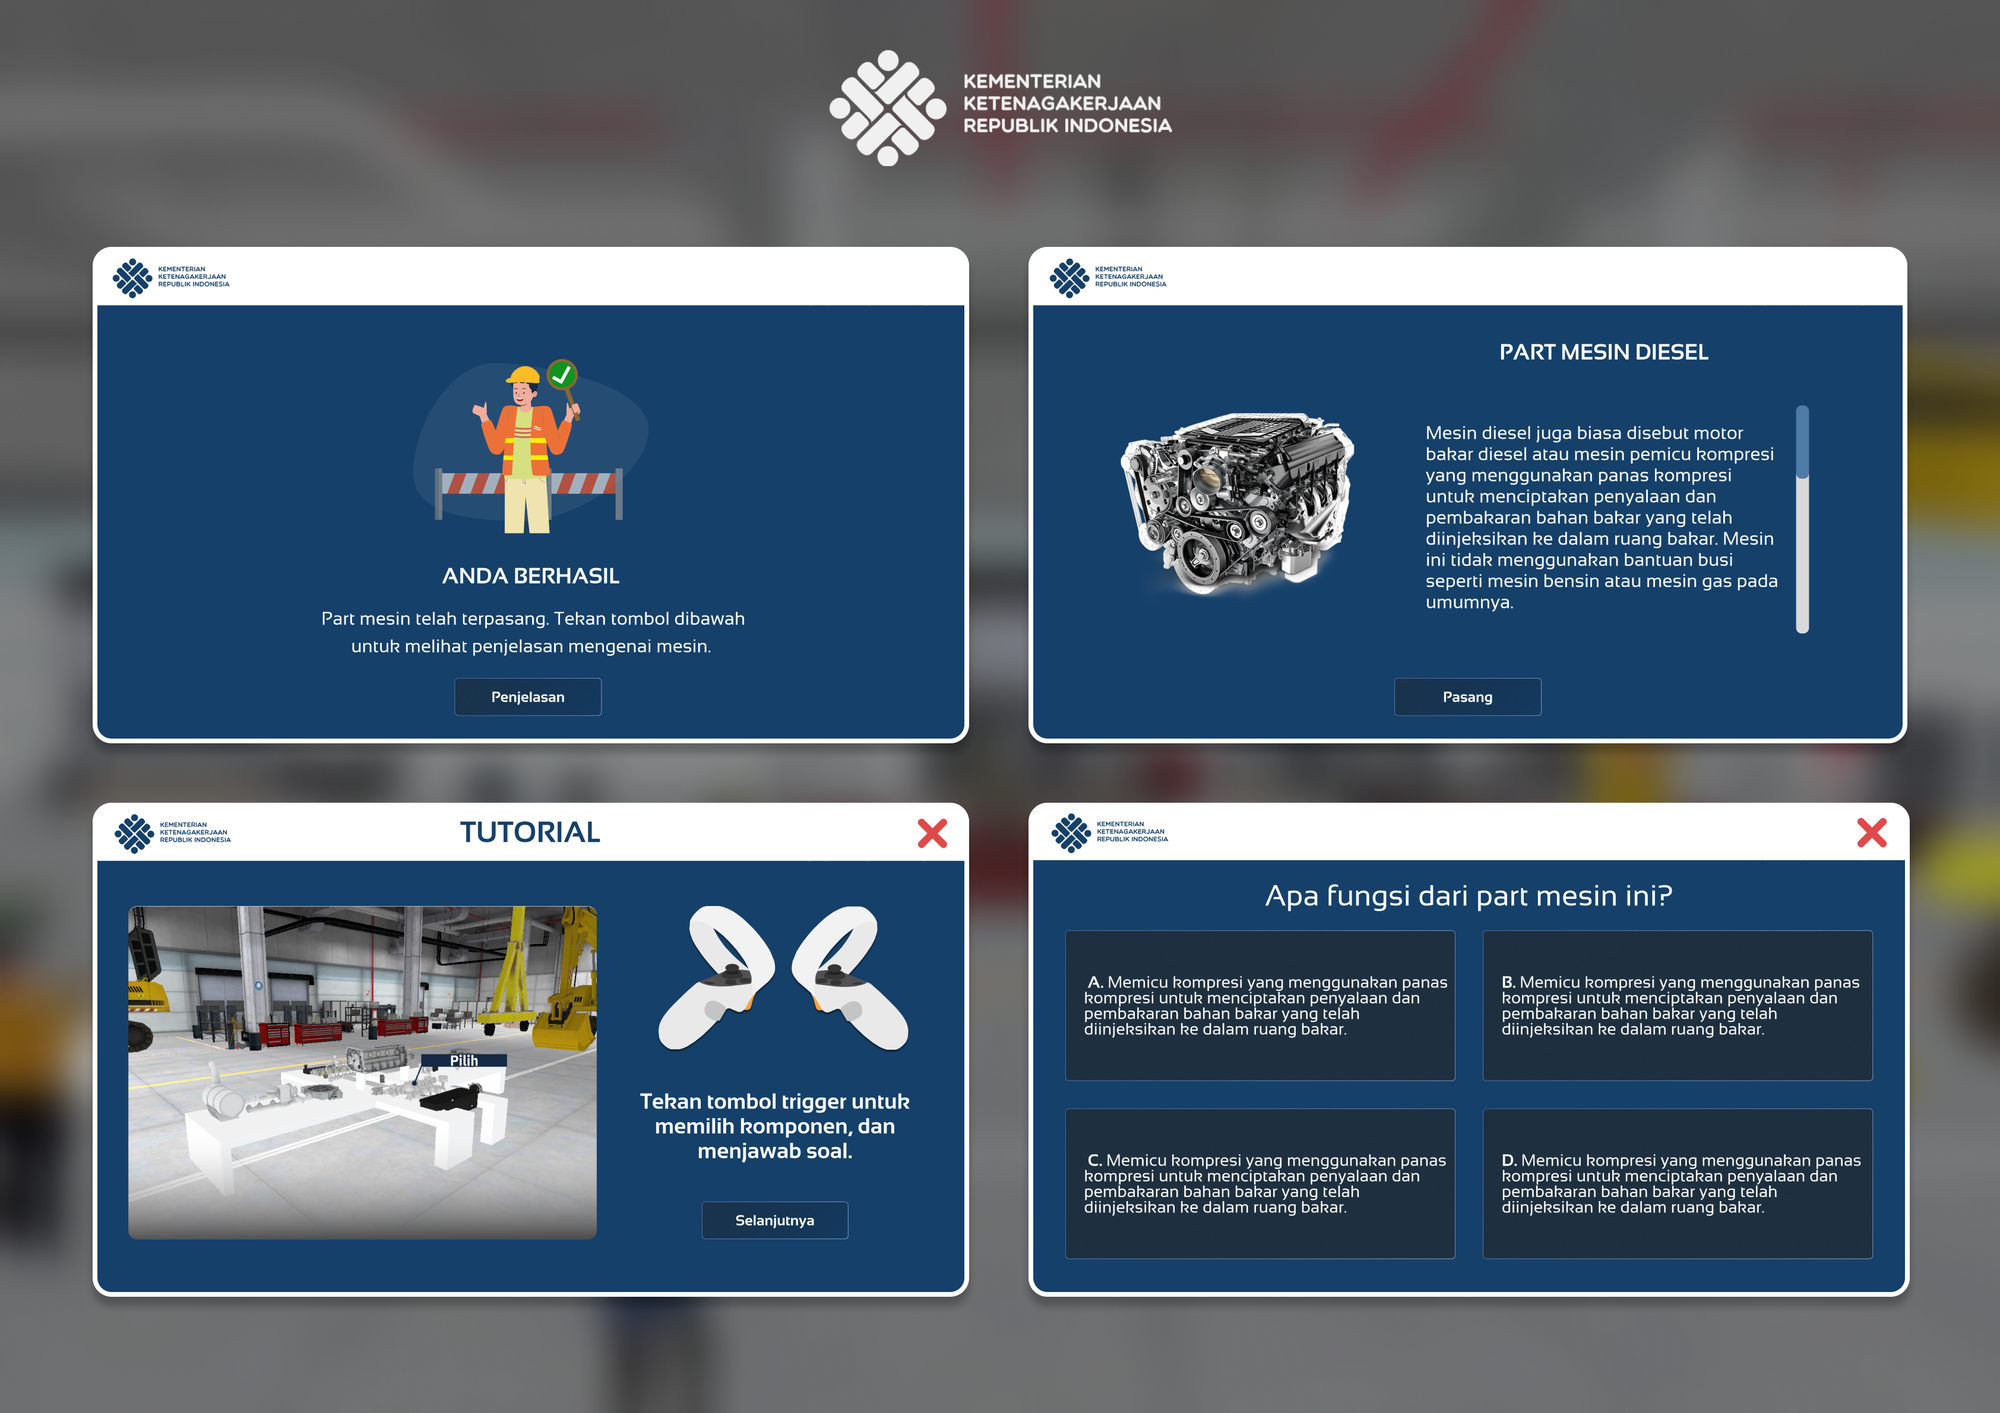 KEMENTERIAN
KETENAGAKERJAAN
REPUBLIK INDONESIA
KEMENTERIAN
KETENAGAKERJAAN
REPUBLIK INDONESIA
ANDA BERHASIL
Part mesin telah terpasang. Tekan tombol dibawah
untuk melihat penjelasan mengenai mesin.
Penjelasan
KEMENTERIAN
KETENAGAKERJAAN
REPUBLIK INDONESIA
PART MESIN DIESEL
Mesin diesel juga biasa disebut motor
bakar diesel atau mesin pemicu kompresi
yang menggunakan panas kompresi
untuk menciptakan penyalaan dan
pembakaran bahan bakar yang telah
diinjeksikan ke dalam ruang bakar. Mesin
ini tidak menggunakan bantuan busi
seperti mesin bensin atau mesin gas pada
umumnya.
Pasang
KEMENTERIAN
KETENAGAKERJAAN
REPUBLIK INDONESIA
TUTORIAL
Pilih
Tekan tombol trigger untuk
memilih komponen, dan
menjawab soal.
Selanjutnya
KEMENTERIAN
KETENAGAKERJAAN
REPUBLIK INDONESIA
Apa fungsi dari part mesin ini?
A. Memicu kompresi yang menggunakan panas
kompresi untuk menciptakan penyalaan dan
pembakaran bahan bakar yang telah
diinjeksikan ke dalam ruang bakar.
B. Memicu kompresi yang menggunakan panas
kompresi untuk menciptakan penyalaan dan
pembakaran bahan bakar yang telah
diinjeksikan ke dalam ruang bakar.
C. Memicu kompresi yang menggunakan panas
kompresi untuk menciptakan penyalaan dan
pembakaran bahan bakar yang telah
diinjeksikan ke dalam ruang bakar.
D. Memicu kompresi yang menggunakan panas
kompresi untuk menciptakan penyalaan dan
pembakaran bahan bakar yang telah
diinjeksikan ke dalam ruang bakar.